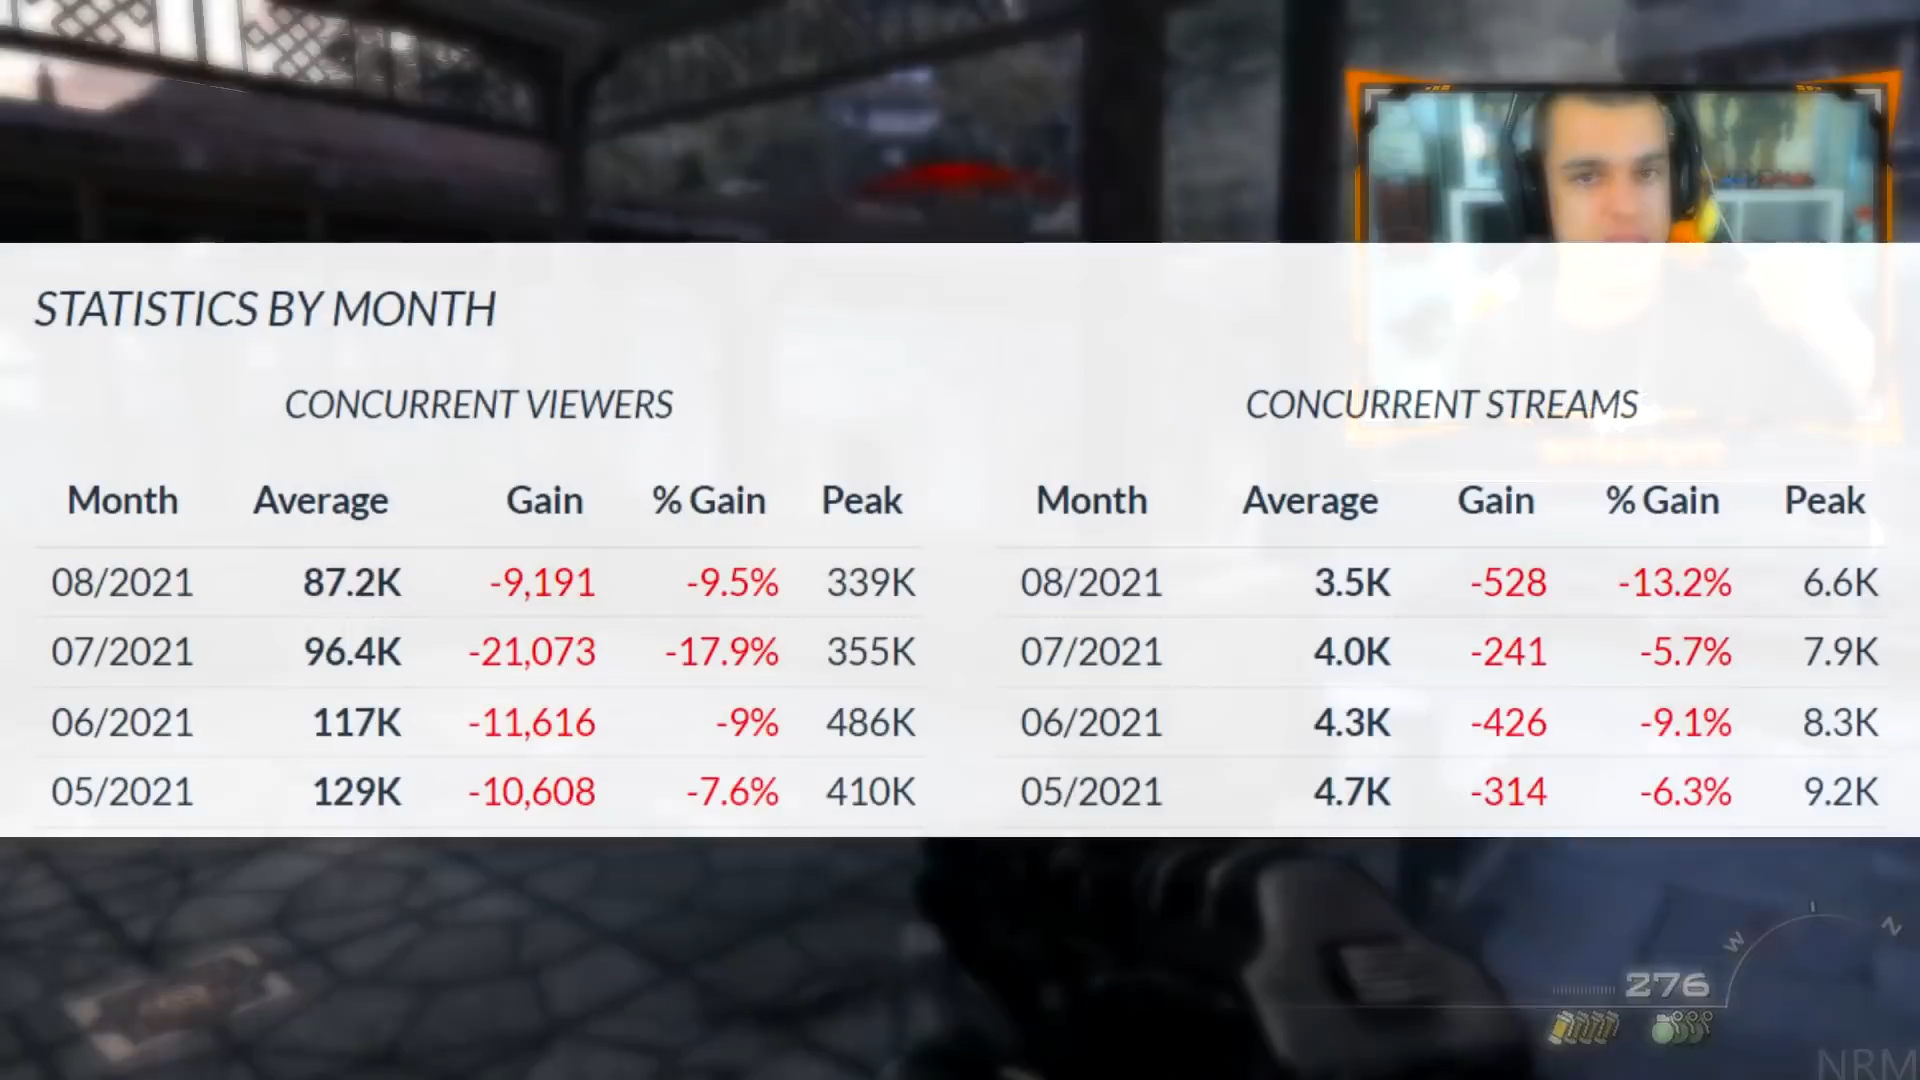 STATISTICS BY MONTH
CONCURRENT VIEWERS
Month Average Gain % Gain Peak
08/2021 87.2K -9,191 -9.5% 339K
07/2021 96.4K -21,073 -17.9% 355K
06/2021 117K -11,616 -9% 486K
05/2021 129K -10,608 -7.6% 410K
CONCURRENT STREAMS
Month Average Gain % Gain Peak
08/2021 3.5K -528 -13.2% 6.6K
07/2021 4.0K -241 -5.7% 7.9K
06/2021 4.3K -426 -9.1% 8.3K
05/2021 4.7K -314 -6.3% 9.2K
W N
276
NRM